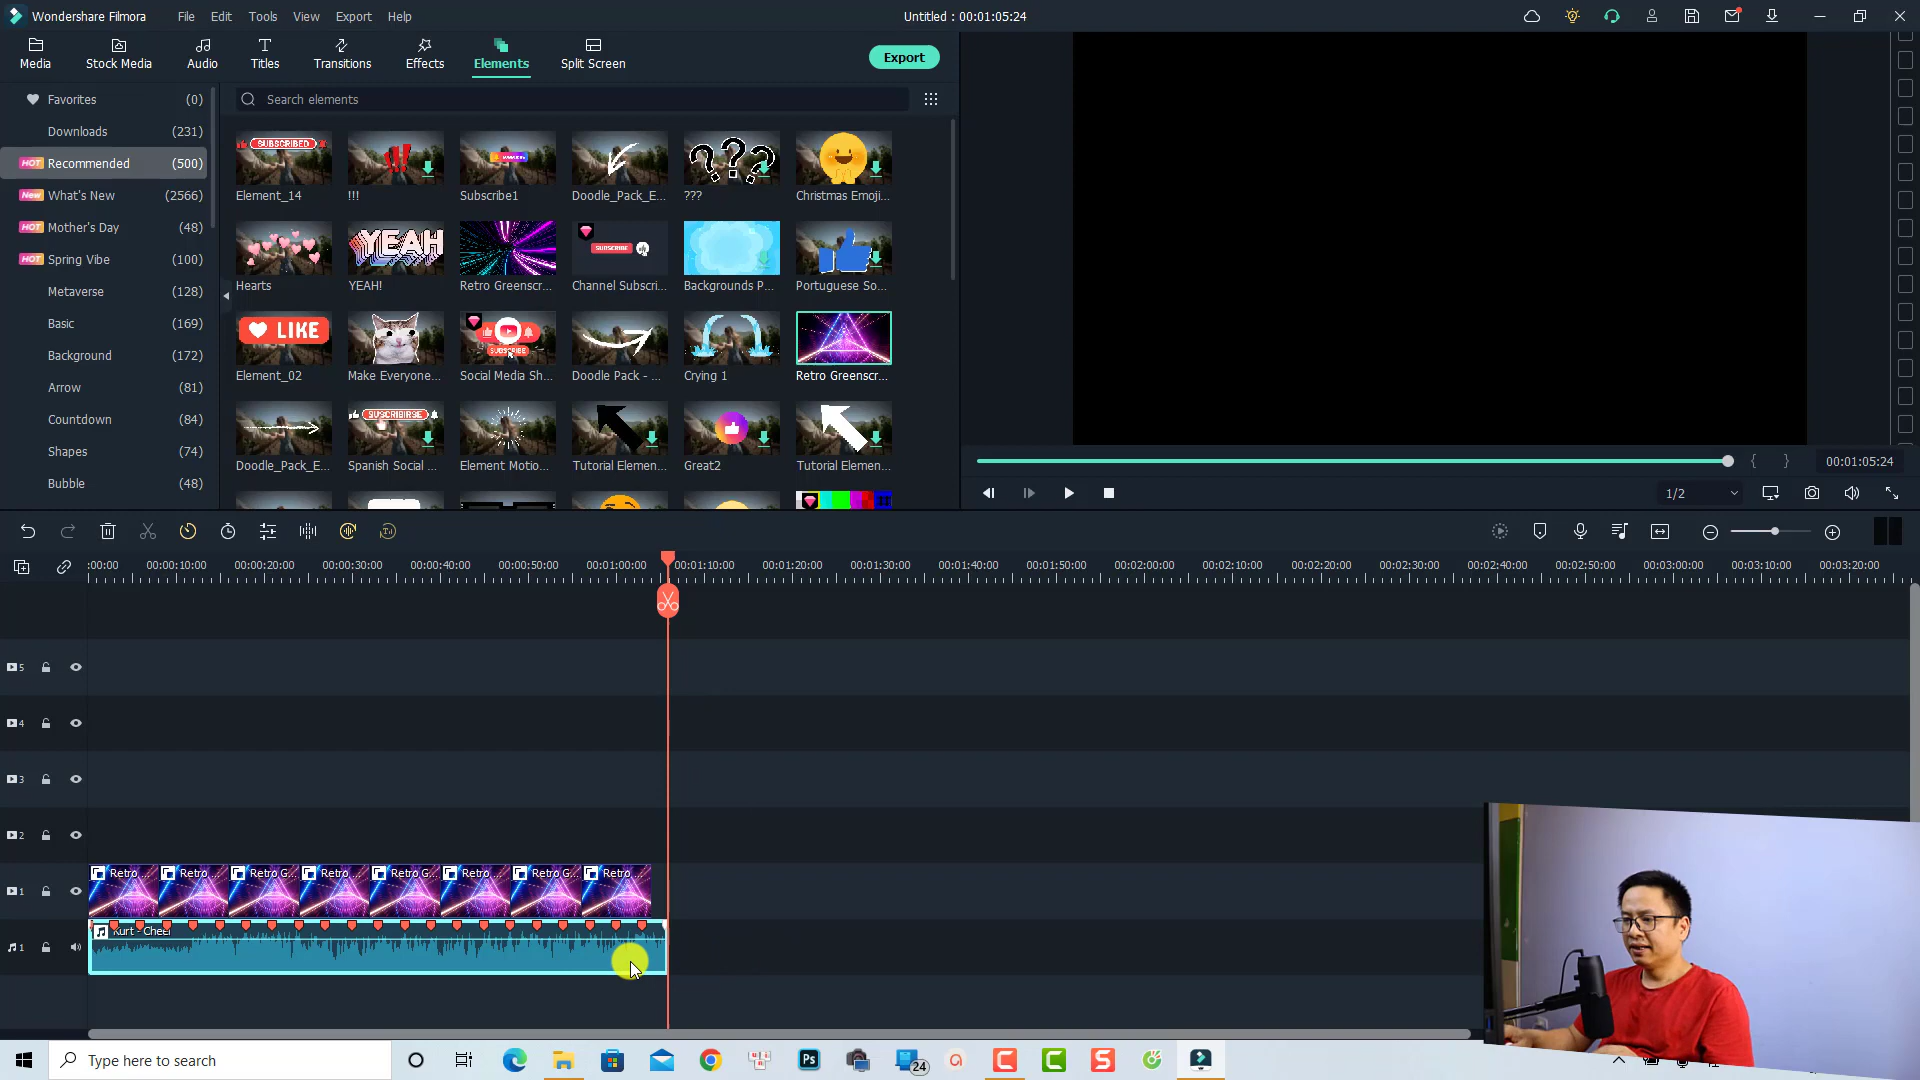 Wondershare Filmora
File Edit Tools View Export Help
Untitled : 00:01:05:24
Media Stock Media Audio Titles Transitions Effects Elements Split Screen
Export
Favorites (0)
Downloads (231)
HOT Recommended (500)
New What's New (2566)
HOT Mother's Day (48)
HOT Spring Vibe (100)
Metaverse (128)
Basic (169)
Background (172)
Arrow (81)
Countdown (84)
Shapes (74)
Bubble (48)
Search elements
SUBSCRIBED !!! ???
Element_14 !!! Subscribe1 Doodle_Pack_E... ??? Christmas Emoji...
YEAH SUBSCRIBE
Hearts YEAH! Retro Greenscr... Channel Subscri... Backgrounds P... Portuguese So...
LIKE SUBSCRIBE
Element_02 Make Everyone... Social Media Sh... Doodle Pack - ... Crying 1 Retro Greenscr...
SUSCRIBIRSE
Doodle_Pack_E... Spanish Social ... Element Motio... Tutorial Elemen... Great2 Tutorial Elemen...
{ } 00:01:05:24
1/2
:00:00 00:00:10:00 00:00:20:00 00:00:30:00 00:00:40:00 00:00:50:00 00:01:00:00 00:01:10:00 00:01:20:00 00:01:30:00 00:01:40:00 00:01:50:00 00:02:00:00 00:02:10:00 00:02:20:00 00:02:30:00 00:02:40:00 00:02:50:00 00:03:00:00 00:03:10:00 00:03:20:00
5
4
3
2
1
Retro ... Retro ... Retro G... Retro ... Retro G... Retro ... Retro G... Retro ...
1
Kurt - Cheel
Type here to search
Ps
24